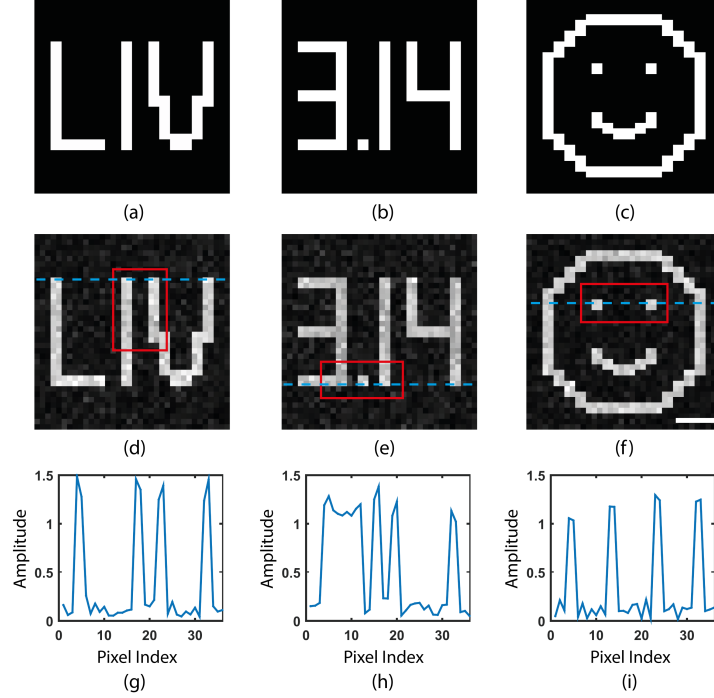 LIV 3.14
(a) (b) (c)
LIV 3.14
(d) (e) (f)
1.5 1.5 1.5
Amplitude Amplitude Amplitude
1 1 1
0.5 0.5 0.5
0 0 0
0 10 20 30 0 10 20 30 0 10 20 30
Pixel Index Pixel Index Pixel Index
(g) (h) (i)